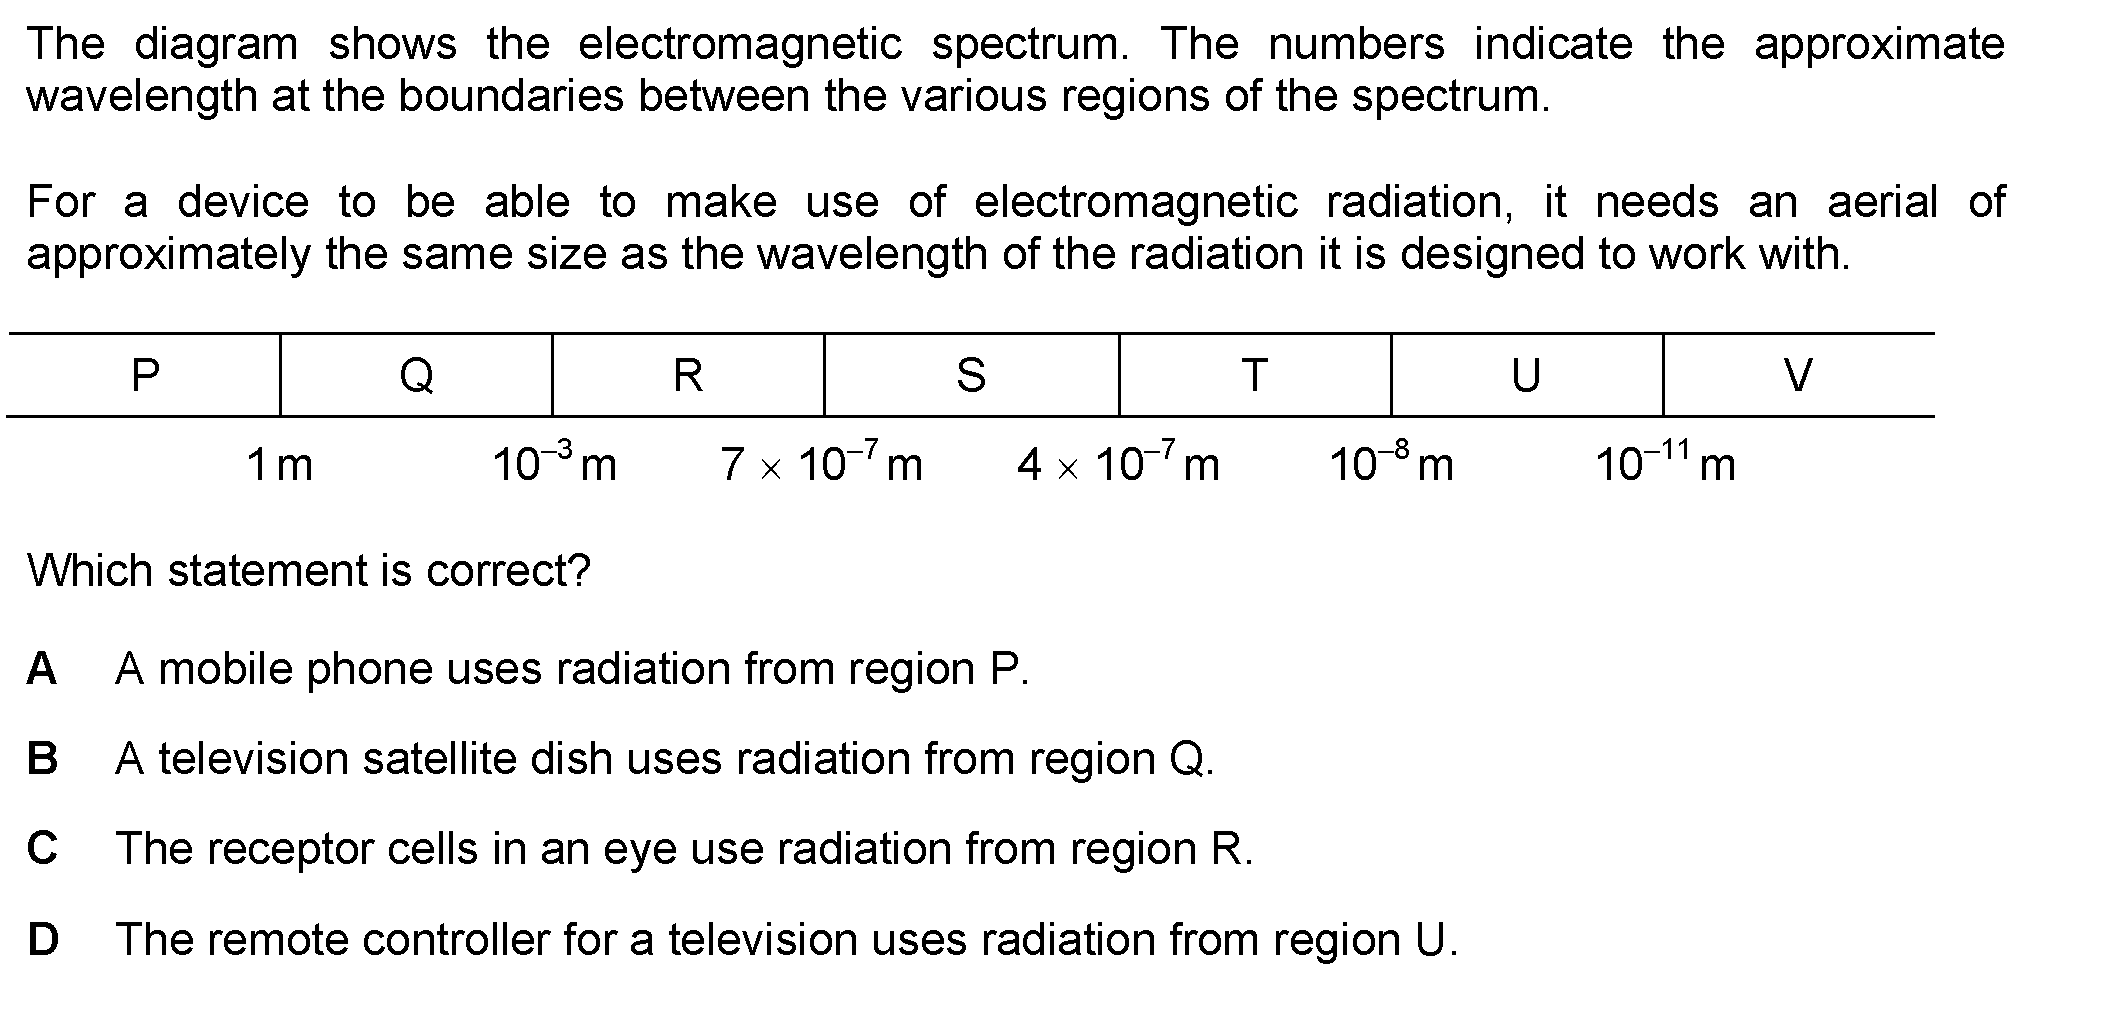 The diagram shows the electromagnetic spectrum. The numbers indicate the approximate
wavelength at the boundaries between the various regions of the spectrum.
For a device to be able to make use of electromagnetic radiation, it needs an aerial of
approximately the same size as the wavelength of the radiation it is designed to work with.
P Q R S T U V
1 m 10⁻³ m 7 × 10⁻⁷ m 4 × 10⁻⁷ m 10⁻⁸ m 10⁻¹¹ m
Which statement is correct?
A A mobile phone uses radiation from region P.
B A television satellite dish uses radiation from region Q.
C The receptor cells in an eye use radiation from region R.
D The remote controller for a television uses radiation from region U.